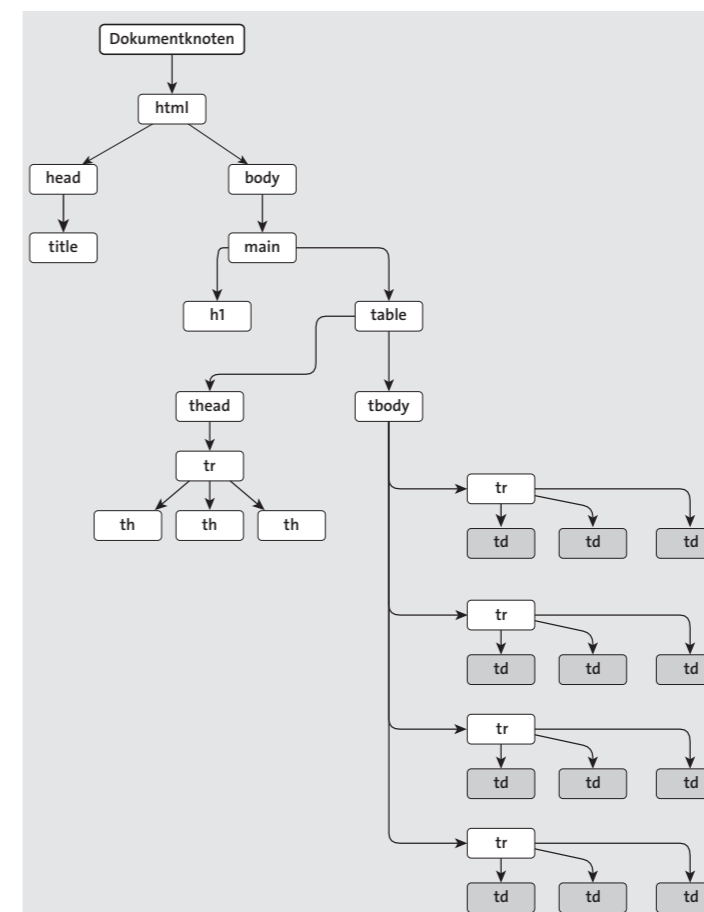 Dokumentknoten
html
head body
title main
h1 table
thead tbody
tr
th th th
tr
td td td
tr
td td td
tr
td td td
tr
td td td